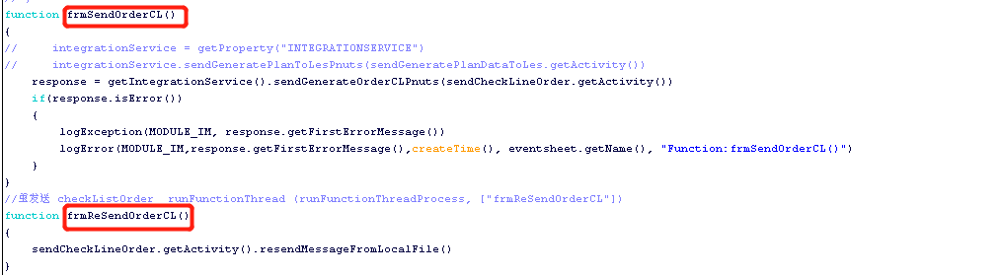 function frmSendOrderCL()
{
//     integrationService = getProperty("INTEGRATIONSERVICE")
//     integrationService.sendGeneratePlanToLesPnuts(sendGeneratePlanDataToLes.getActivity())
    response = getIntegrationService().sendGenerateOrderCLPnuts(sendCheckLineOrder.getActivity())
    if(response.isError())
    {
        logException(MODULE_IM, response.getFirstErrorMessage())
        logError(MODULE_IM,response.getFirstErrorMessage(),createTime(), eventsheet.getName(), "Function:frmSendOrderCL()")
    }
}
//重发送 checkListOrder  runFunctionThread (runFunctionThreadProcess, ["frmReSendOrderCL"])
function frmReSendOrderCL()
{
    sendCheckLineOrder.getActivity().resendMessageFromLocalFile()
}